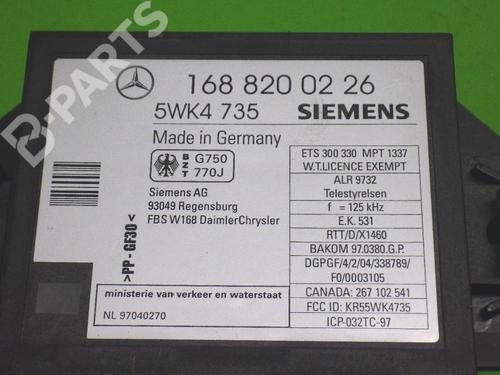 B-PARTS
168 820 02 26
5WK4 735 SIEMENS
Made in Germany
BZT G750 770J
Siemens AG
93049 Regensburg
FBS W168 DaimlerChrysler
>PP-GF30<
ministerie van verkeer en waterstaat
NL 97040270
ETS 300 330 MPT 1337
W.T.LICENCE EXEMPT
ALR 9732
Telestyrelsen
f = 125 kHz
E.K. 531
RTT/D/X1460
BAKOM 97.0380.G.P.
DGPGF/4/2/04/338789/
F0/0003105
CANADA: 267 102 541
FCC ID: KR55WK4735
ICP-032TC-97